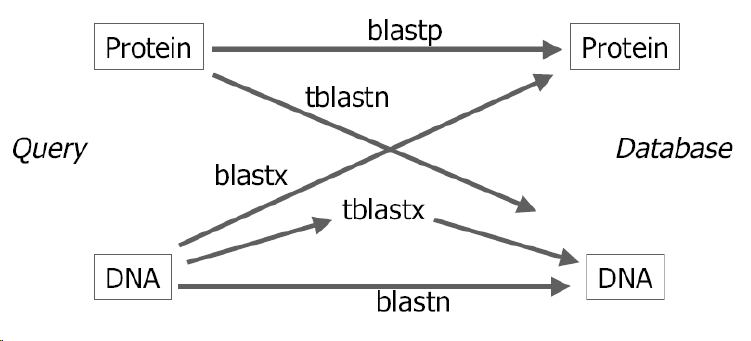 blastp
Protein
Protein
tblastn
Query
Database
blastx
tblastx
DNA
DNA
blastn